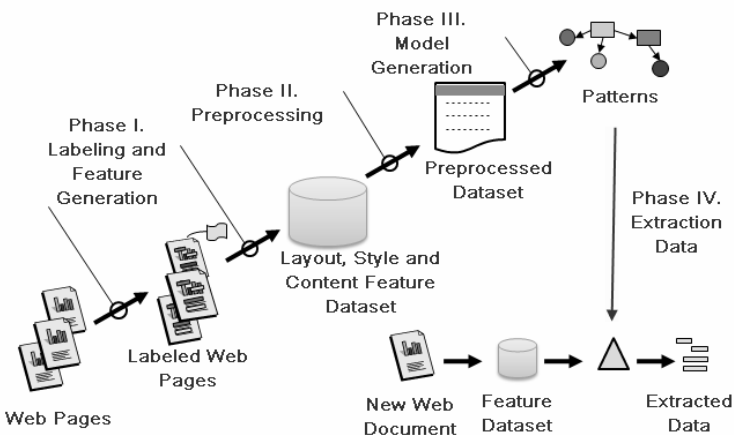 Phase III.
Model
Generation
Phase II.
Preprocessing
Phase I.
Labeling and
Feature
Generation
Patterns
Preprocessed
Dataset
Phase IV.
Extraction
Data
Layout, Style and
Content Feature
Dataset
Labeled Web
Pages
Web Pages
New Web
Document
Feature
Dataset
Extracted
Data